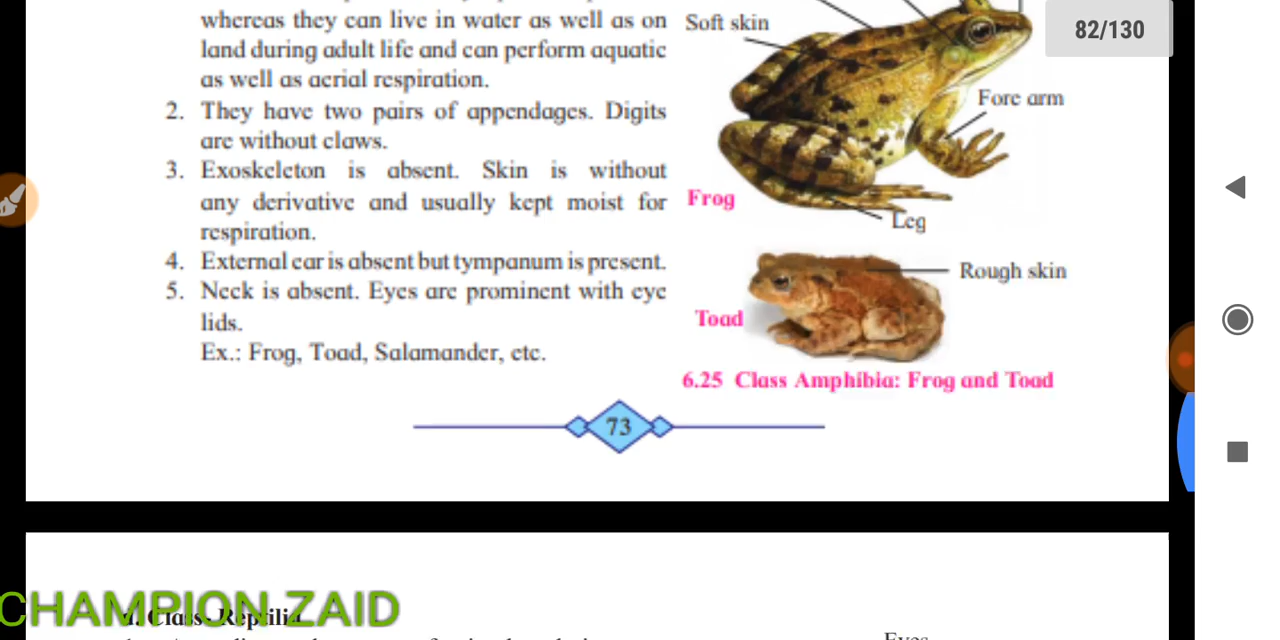 whereas they can live in water as well as on
land during adult life and can perform aquatic
as well as aerial respiration.
2. They have two pairs of appendages. Digits
are without claws.
3. Exoskeleton is absent. Skin is without
any derivative and usually kept moist for
respiration.
4. External ear is absent but tympanum is present.
5. Neck is absent. Eyes are prominent with eye
lids.
Ex.: Frog, Toad, Salamander, etc.
Soft skin
82/130
Fore arm
Frog
Leg
Rough skin
Toad
6.25 Class Amphibia: Frog and Toad
73
CHAMPION ZAID
Class- Reptilia
Eyes